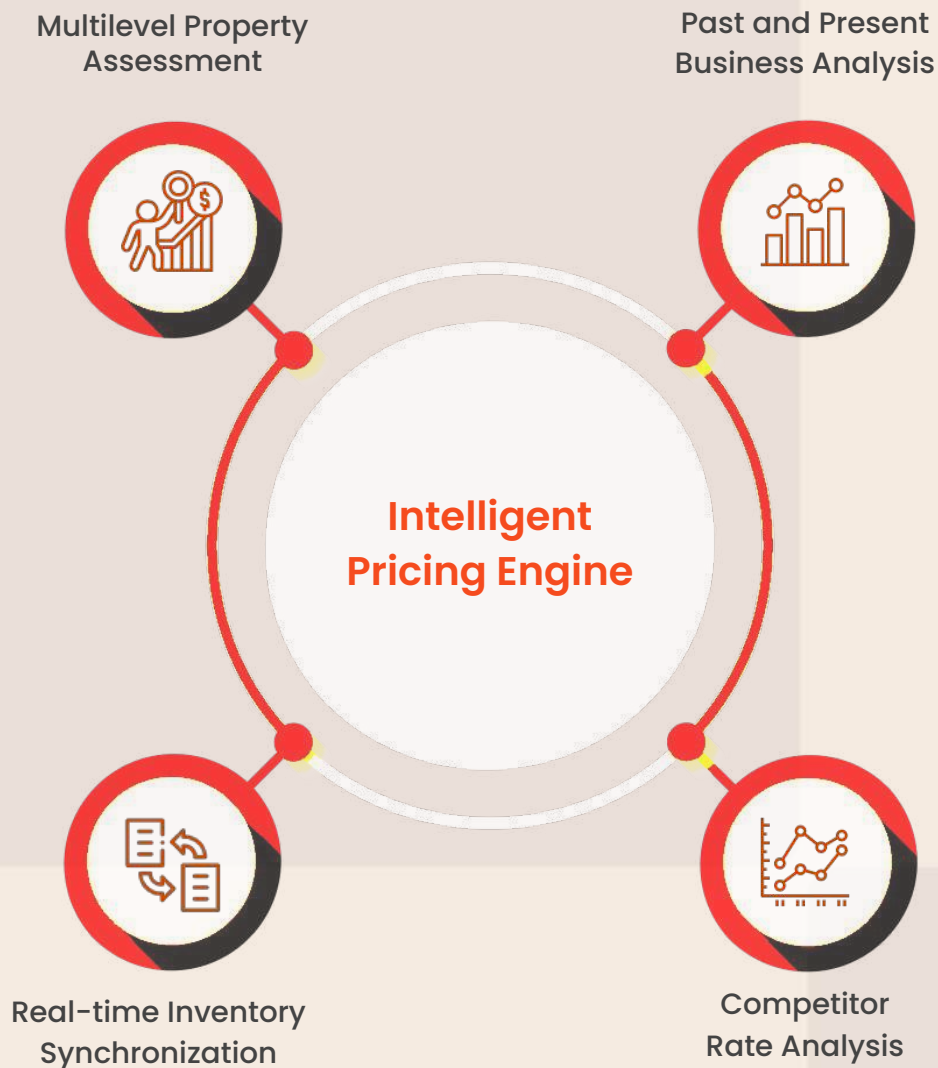 Multilevel Property
Assessment
Past and Present
Business Analysis
$
Intelligent
Pricing Engine
Real-time Inventory
Synchronization
Competitor
Rate Analysis